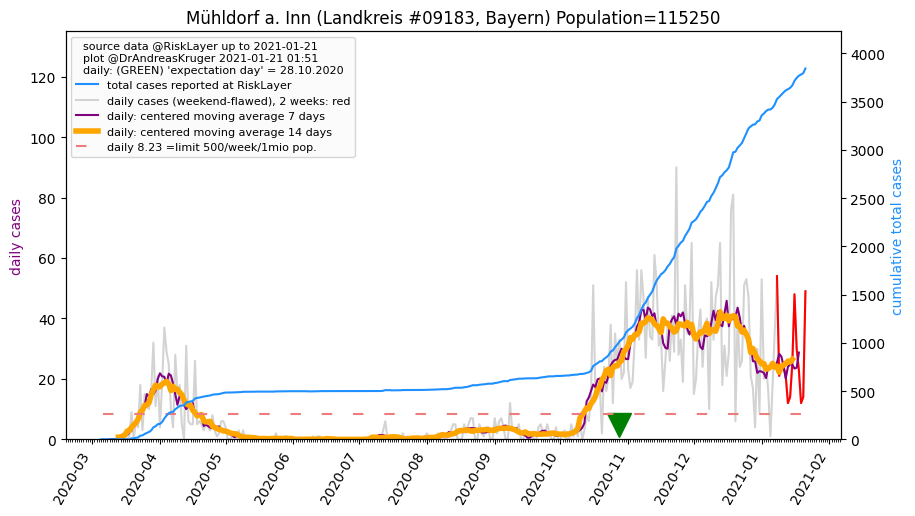 Mühldorf a. Inn (Landkreis #09183, Bayern) Population=115250
source data @RiskLayer up to 2021-01-21
plot @DrAndreasKruger 2021-01-21 01:51
daily: (GREEN) 'expectation day' = 28.10.2020
total cases reported at RiskLayer
daily cases (weekend-flawed), 2 weeks: red
daily: centered moving average 7 days
daily: centered moving average 14 days
daily 8.23 =limit 500/week/1mio pop.
daily cases
0
20
40
60
80
100
120
cumulative total cases
0
500
1000
1500
2000
2500
3000
3500
4000
2020-03
2020-04
2020-05
2020-06
2020-07
2020-08
2020-09
2020-10
2020-11
2020-12
2021-01
2021-02